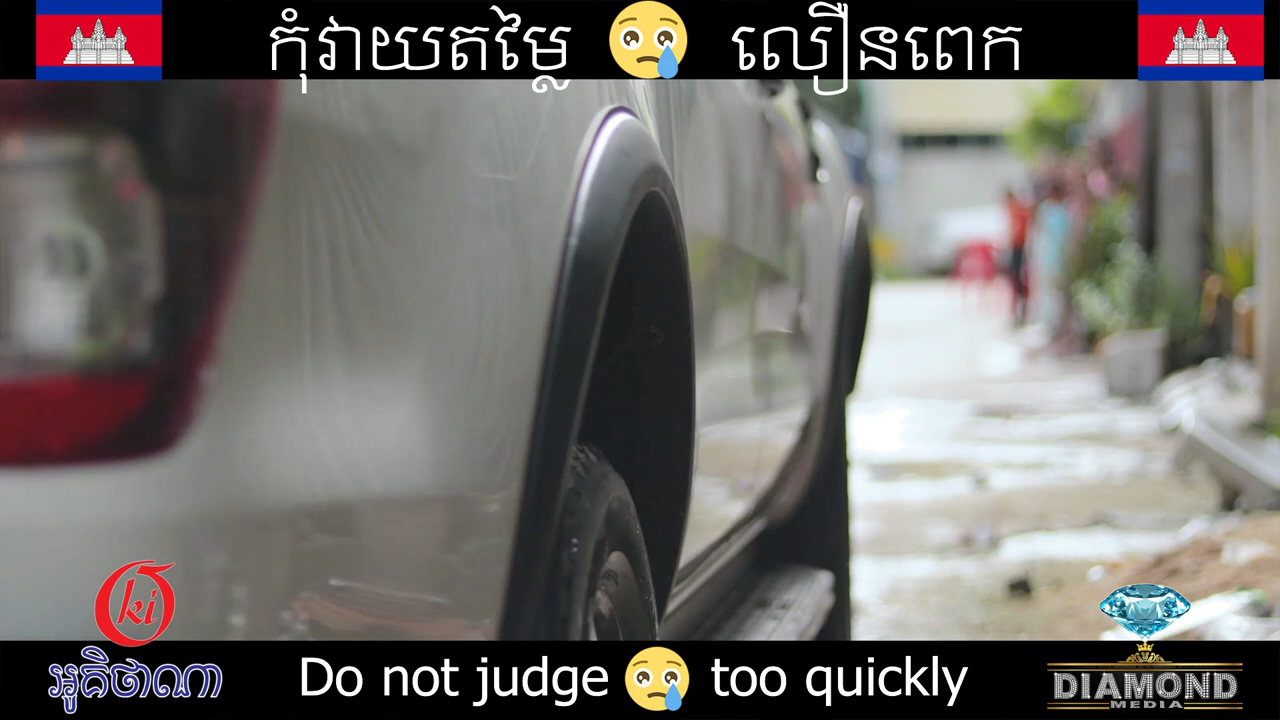 កុំវាយតម្លៃ 😢 លឿនពេក
Oki
អូគិថាណា
Do not judge 😢 too quickly
DIAMOND
MEDIA